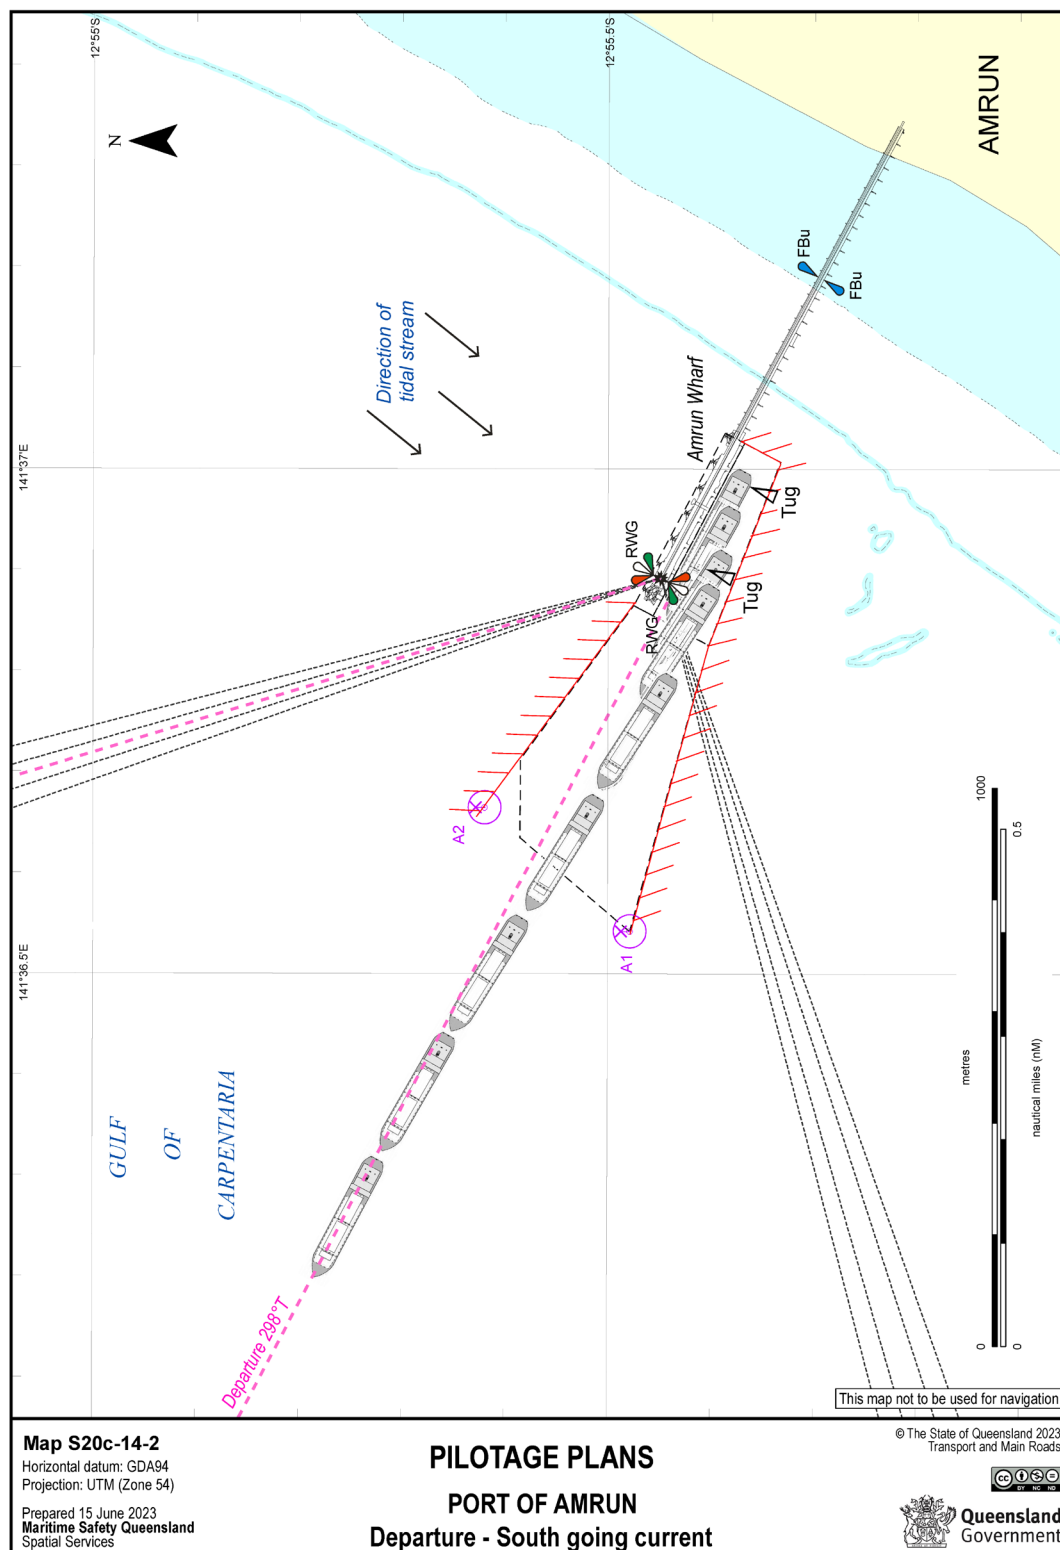 12°55'S
12°55.5'S
AMRUN
N
FBu
FBu
Direction of
tidal stream
Amrun Wharf
141°37'E
Tug
RWG
Tug
RWG
A2
A1
141°36.5'E
1000
0.5
metres
nautical miles (nM)
0
0
GULF
OF
CARPENTARIA
Departure 298°T
This map not to be used for navigation
Map S20c-14-2
Horizontal datum: GDA94
Projection: UTM (Zone 54)
Prepared 15 June 2023
Maritime Safety Queensland
Spatial Services
PILOTAGE PLANS
PORT OF AMRUN
Departure - South going current
© The State of Queensland 2023
Transport and Main Roads
cc
BY NC ND
Queensland
Government